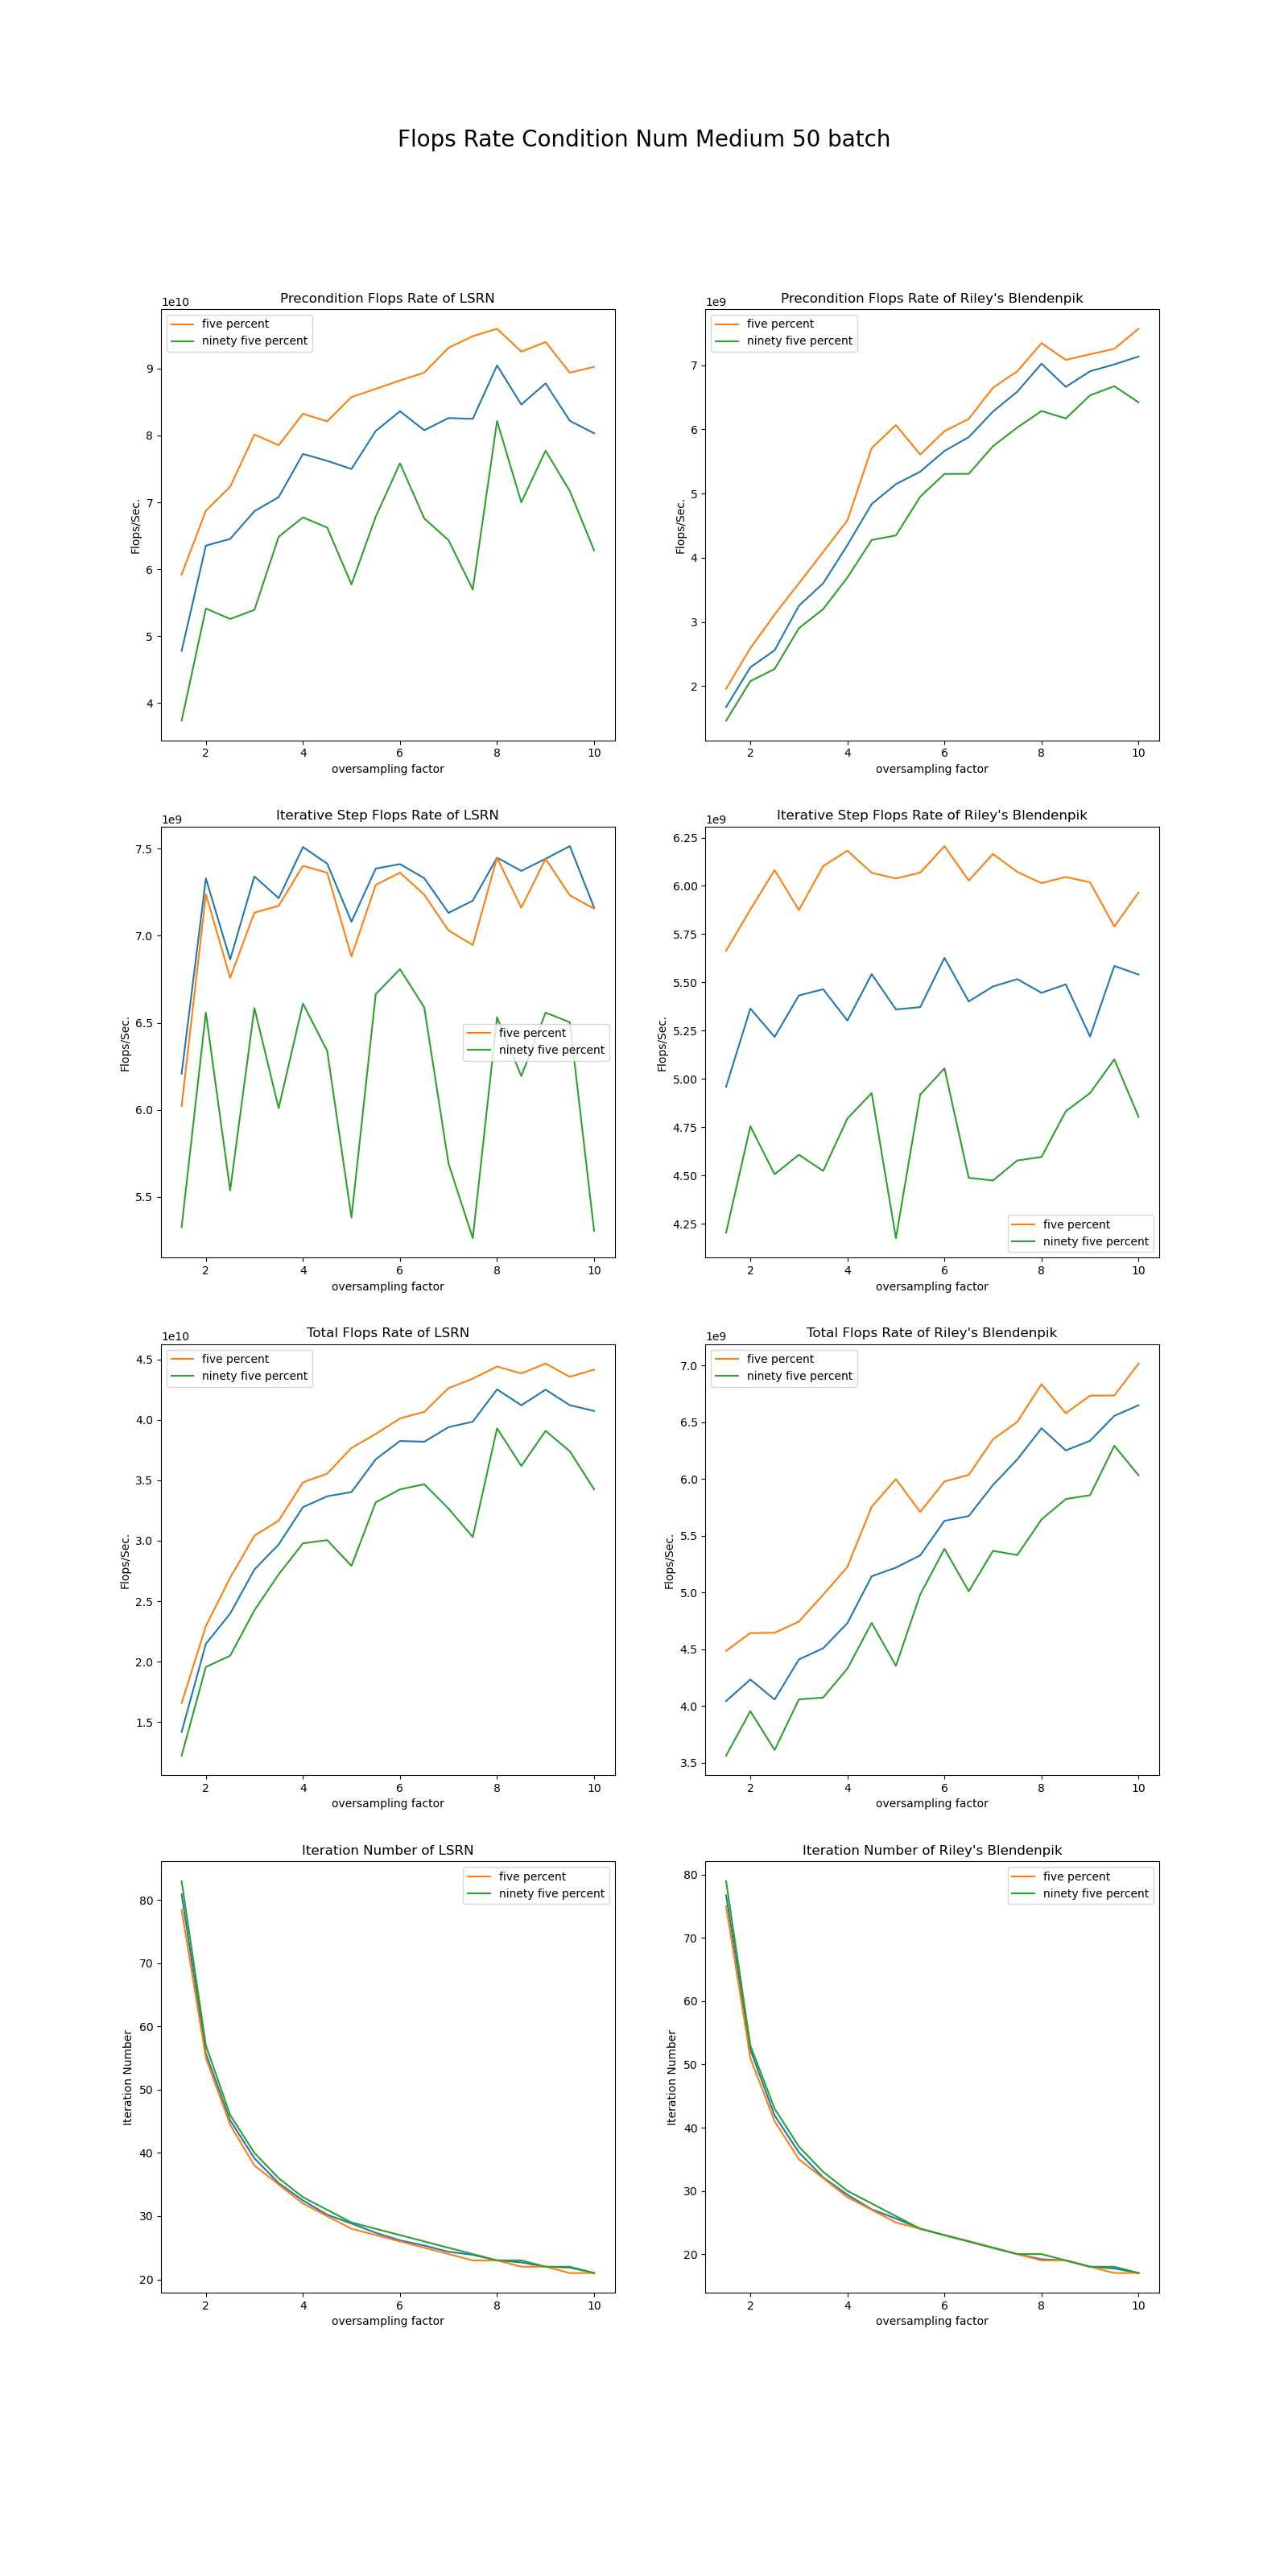 Flops Rate Condition Num Medium 50 batch
Precondition Flops Rate of LSRN
1e10
five percent
ninety five percent
9
8
7
6
5
4
Flops/Sec.
2 4 6 8 10
oversampling factor
Precondition Flops Rate of Riley's Blendenpik
1e9
five percent
ninety five percent
7
6
5
4
3
2
Flops/Sec.
2 4 6 8 10
oversampling factor
Iterative Step Flops Rate of LSRN
1e9
7.5
7.0
6.5
6.0
5.5
Flops/Sec.
five percent
ninety five percent
2 4 6 8 10
oversampling factor
Iterative Step Flops Rate of Riley's Blendenpik
1e9
6.25
6.00
5.75
5.50
5.25
5.00
4.75
4.50
4.25
Flops/Sec.
five percent
ninety five percent
2 4 6 8 10
oversampling factor
Total Flops Rate of LSRN
1e10
five percent
ninety five percent
4.5
4.0
3.5
3.0
2.5
2.0
1.5
Flops/Sec.
2 4 6 8 10
oversampling factor
Total Flops Rate of Riley's Blendenpik
1e9
five percent
ninety five percent
7.0
6.5
6.0
5.5
5.0
4.5
4.0
3.5
Flops/Sec.
2 4 6 8 10
oversampling factor
Iteration Number of LSRN
five percent
ninety five percent
80
70
60
50
40
30
20
Iteration Number
2 4 6 8 10
oversampling factor
Iteration Number of Riley's Blendenpik
five percent
ninety five percent
80
70
60
50
40
30
20
Iteration Number
2 4 6 8 10
oversampling factor